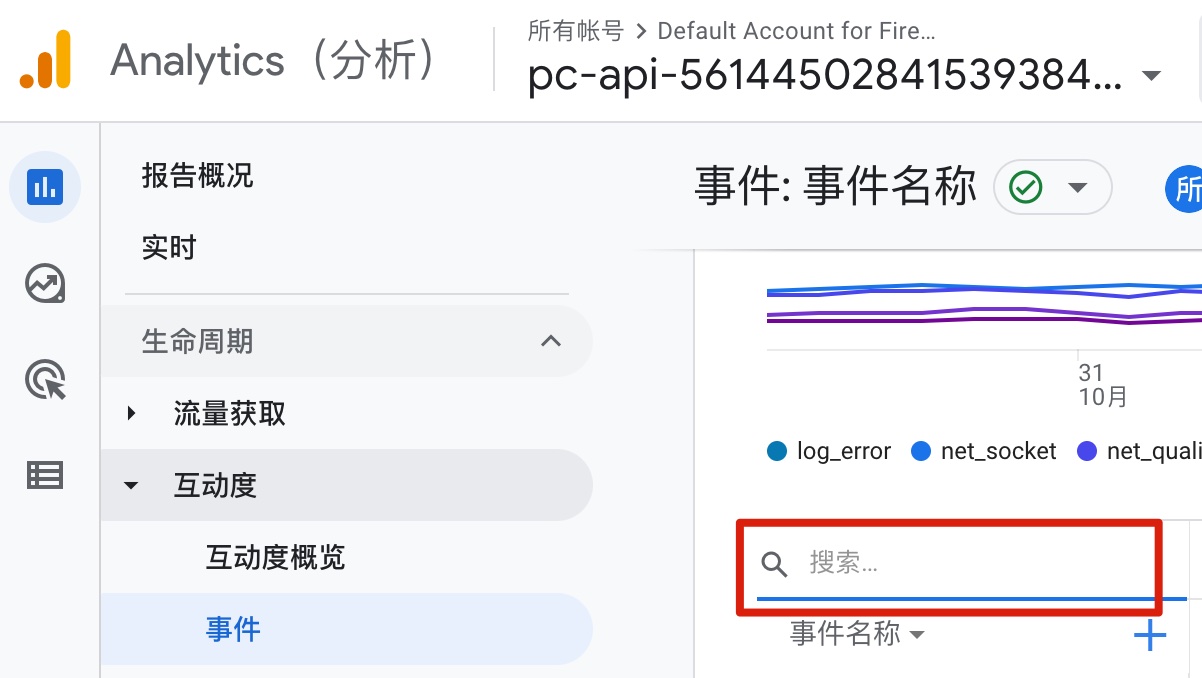 Analytics（分析）
所有帐号 > Default Account for Fire...
pc-api-56144502841539384...
报告概况
实时
生命周期
流量获取
互动度
互动度概览
事件
事件: 事件名称
所
31
10月
log_error net_socket net_quali
搜索...
事件名称